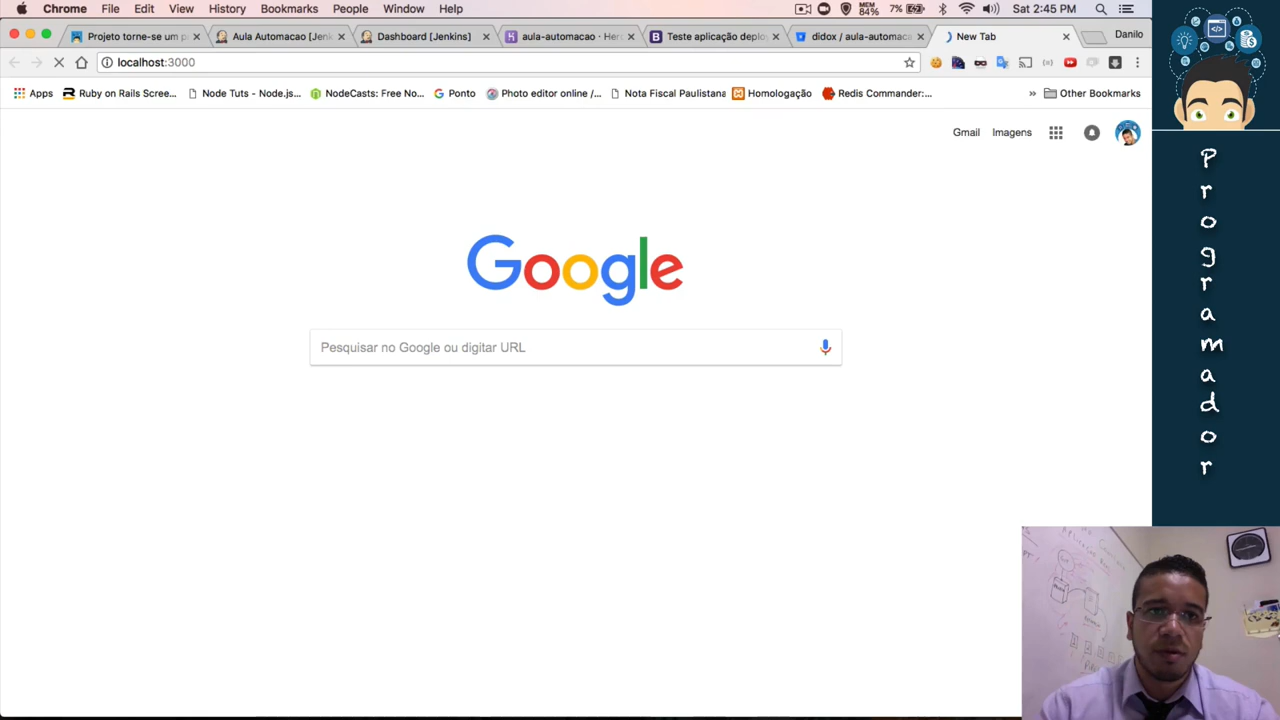 Chrome File Edit View History Bookmarks People Window Help MEM 84% 7% Sat 2:45 PM
Projeto torne-se um p Aula Automacao [Jenk Dashboard [Jenkins] aula-automacao · Her Teste aplicação deplo didox / aula-automac New Tab Danilo
localhost:3000
Apps Ruby on Rails Scree... Node Tuts - Node.js... NodeCasts: Free No... Ponto Photo editor online /... Nota Fiscal Paulistana Homologação Redis Commander:... » Other Bookmarks
Gmail Imagens
Google
Pesquisar no Google ou digitar URL
Programador